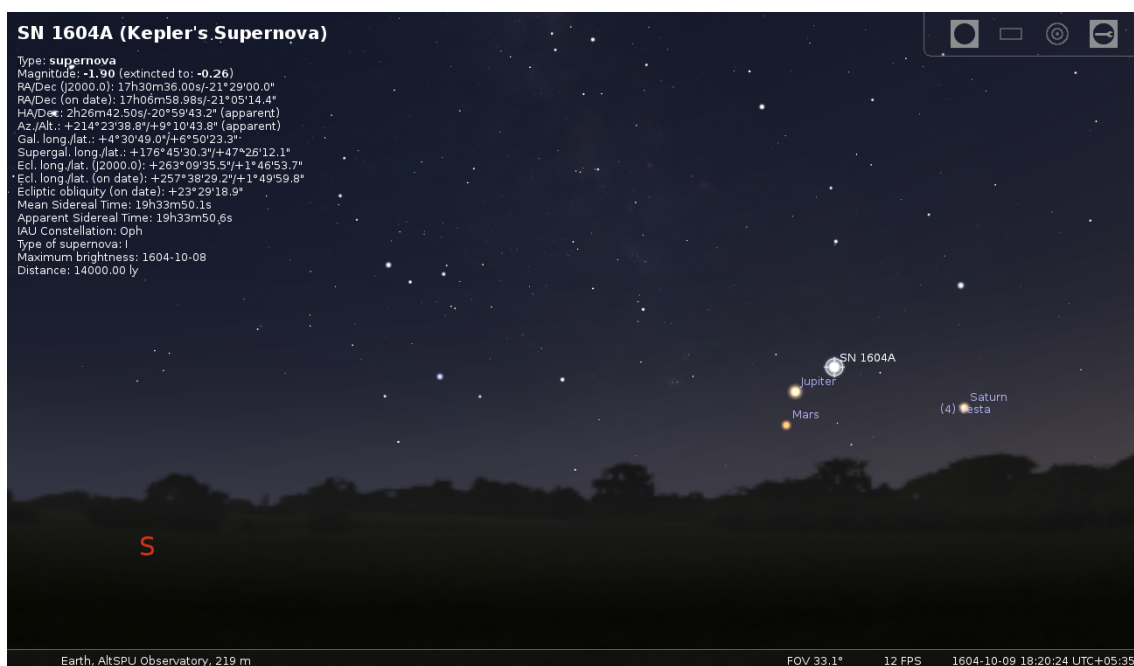 SN 1604A (Kepler's Supernova)
Type: supernova
Magnitude: -1.90 (extincted to: -0.26)
RA/Dec (J2000.0): 17h30m36.00s/-21°29'00.0"
RA/Dec (on date): 17h06m58.98s/-21°05'14.4"
HA/Dec: 2h26m42.50s/-20°59'43.2" (apparent)
Az./Alt.: +214°23'38.8"/+9°10'43.8" (apparent)
Gal. long./lat.: +4°30'49.0"/+6°50'23.3"
Supergal. long./lat.: +176°45'30.3"/+47°26'12.1"
Ecl. long./lat. (J2000.0): +263°09'35.5"/+1°46'53.7"
Ecl. long./lat. (on date): +257°38'29.2"/+1°49'59.8"
Ecliptic obliquity (on date): +23°29'18.9"
Mean Sidereal Time: 19h33m50.1s
Apparent Sidereal Time: 19h33m50.6s
IAU Constellation: Oph
Type of supernova: I
Maximum brightness: 1604-10-08
Distance: 14000.00 ly
SN 1604A
Jupiter
Saturn
(4) Vesta
Mars
S
Earth, AltSPU Observatory, 219 m FOV 33.1° 12 FPS 1604-10-09 18:20:24 UTC+05:35